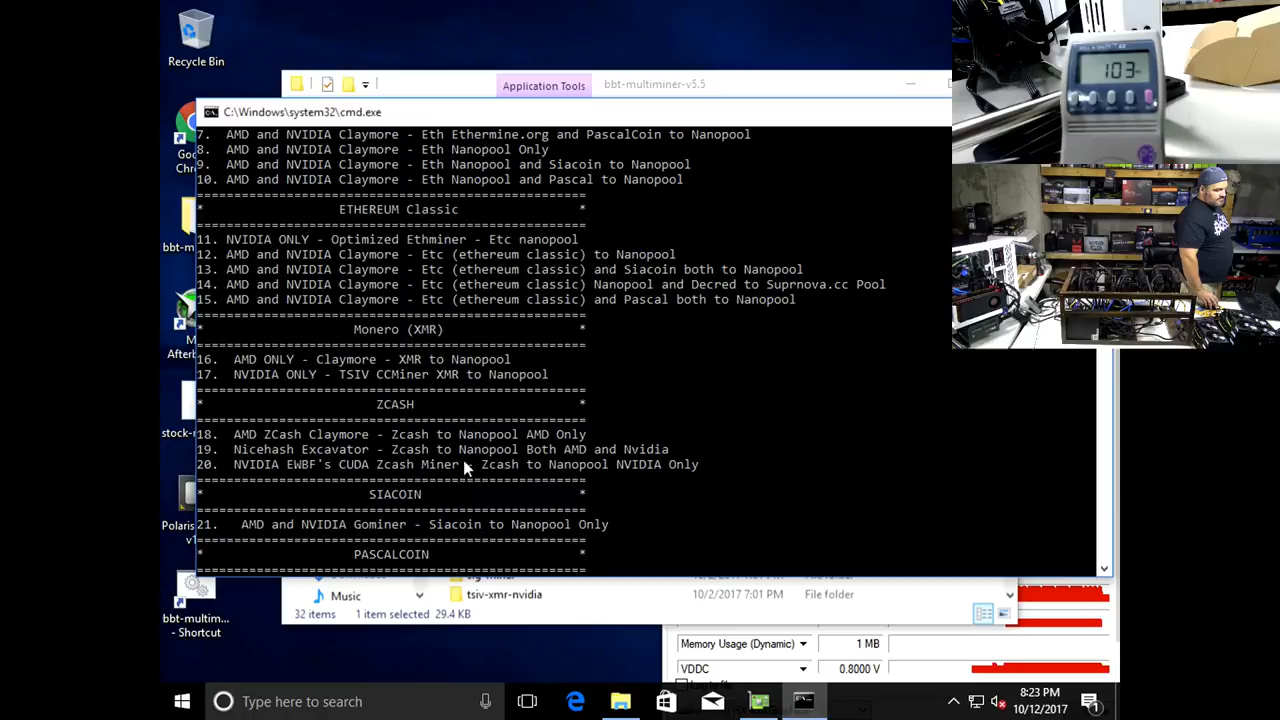 Recycle Bin
Application Tools
bbt-multiminer-v5.5
C:\Windows\system32\cmd.exe
103
7. AMD and NVIDIA Claymore - Eth Ethermine.org and PascalCoin to Nanopool
8. AMD and NVIDIA Claymore - Eth Nanopool Only
9. AMD and NVIDIA Claymore - Eth Nanopool and Siacoin to Nanopool
10. AMD and NVIDIA Claymore - Eth Nanopool and Pascal to Nanopool
====================================================
* ETHEREUM Classic *
====================================================
11. NVIDIA ONLY - Optimized Ethminer - Etc nanopool
12. AMD and NVIDIA Claymore - Etc (ethereum classic) to Nanopool
13. AMD and NVIDIA Claymore - Etc (ethereum classic) and Siacoin both to Nanopool
14. AMD and NVIDIA Claymore - Etc (ethereum classic) Nanopool and Decred to Suprnova.cc Pool
15. AMD and NVIDIA Claymore - Etc (ethereum classic) and Pascal both to Nanopool
====================================================
* Monero (XMR) *
====================================================
16. AMD ONLY - Claymore - XMR to Nanopool
17. NVIDIA ONLY - TSIV CCMiner XMR to Nanopool
====================================================
* ZCASH *
====================================================
18. AMD ZCash Claymore - Zcash to Nanopool AMD Only
19. Nicehash Excavator - Zcash to Nanopool Both AMD and Nvidia
20. NVIDIA EWBF's CUDA Zcash Miner - Zcash to Nanopool NVIDIA Only
====================================================
* SIACOIN *
====================================================
21. AMD and NVIDIA Gominer - Siacoin to Nanopool Only
====================================================
* PASCALCOIN *
====================================================
Goo
Chr
bbt-m
M
Afterb
stock-r
Polaris
v1
bbt-multim...
- Shortcut
Music
tsiv-xmr-nvidia
10/2/2017 7:01 PM
File folder
32 items
1 item selected 29.4 KB
Memory Usage (Dynamic)
1 MB
VDDC
0.8000 V
Type here to search
8:23 PM
10/12/2017
1